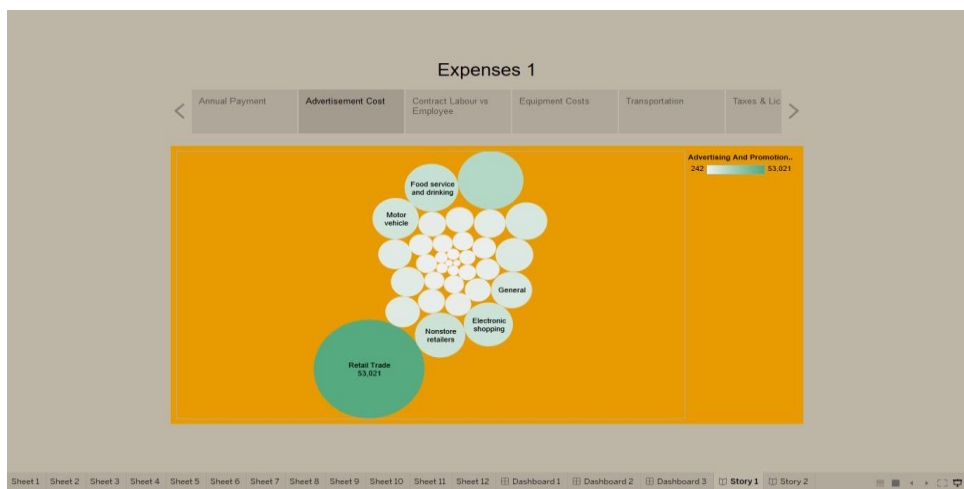 Expenses 1
Annual Payment
Advertisement Cost
Contract Labour vs
Employee
Equipment Costs
Transportation
Taxes & Lic
Advertising And Promotion..
242
53,021
Food service
and drinking
Motor
vehicle
General
Electronic
shopping
Nonstore
retailers
Retail Trade
53,021
Sheet 1
Sheet 2
Sheet 3
Sheet 4
Sheet 5
Sheet 6
Sheet 7
Sheet 8
Sheet 9
Sheet 10
Sheet 11
Sheet 12
Dashboard 1
Dashboard 2
Dashboard 3
Story 1
Story 2